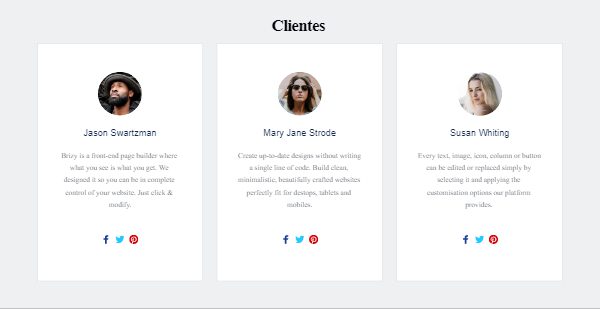 Clientes
Jason Swartzman
Brizy is a front-end page builder where
what you see is what you get. We
designed it so you can be in complete
control of your website. Just click &
modify.
Mary Jane Strode
Create up-to-date designs without writing
a single line of code. Build clean,
minimalistic, beautifully crafted websites
perfectly fit for destops, tablets and
mobiles.
Susan Whiting
Every text, image, icon, column or button
can be edited or replaced simply by
selecting it and applying the
customisation options our platform
provides.